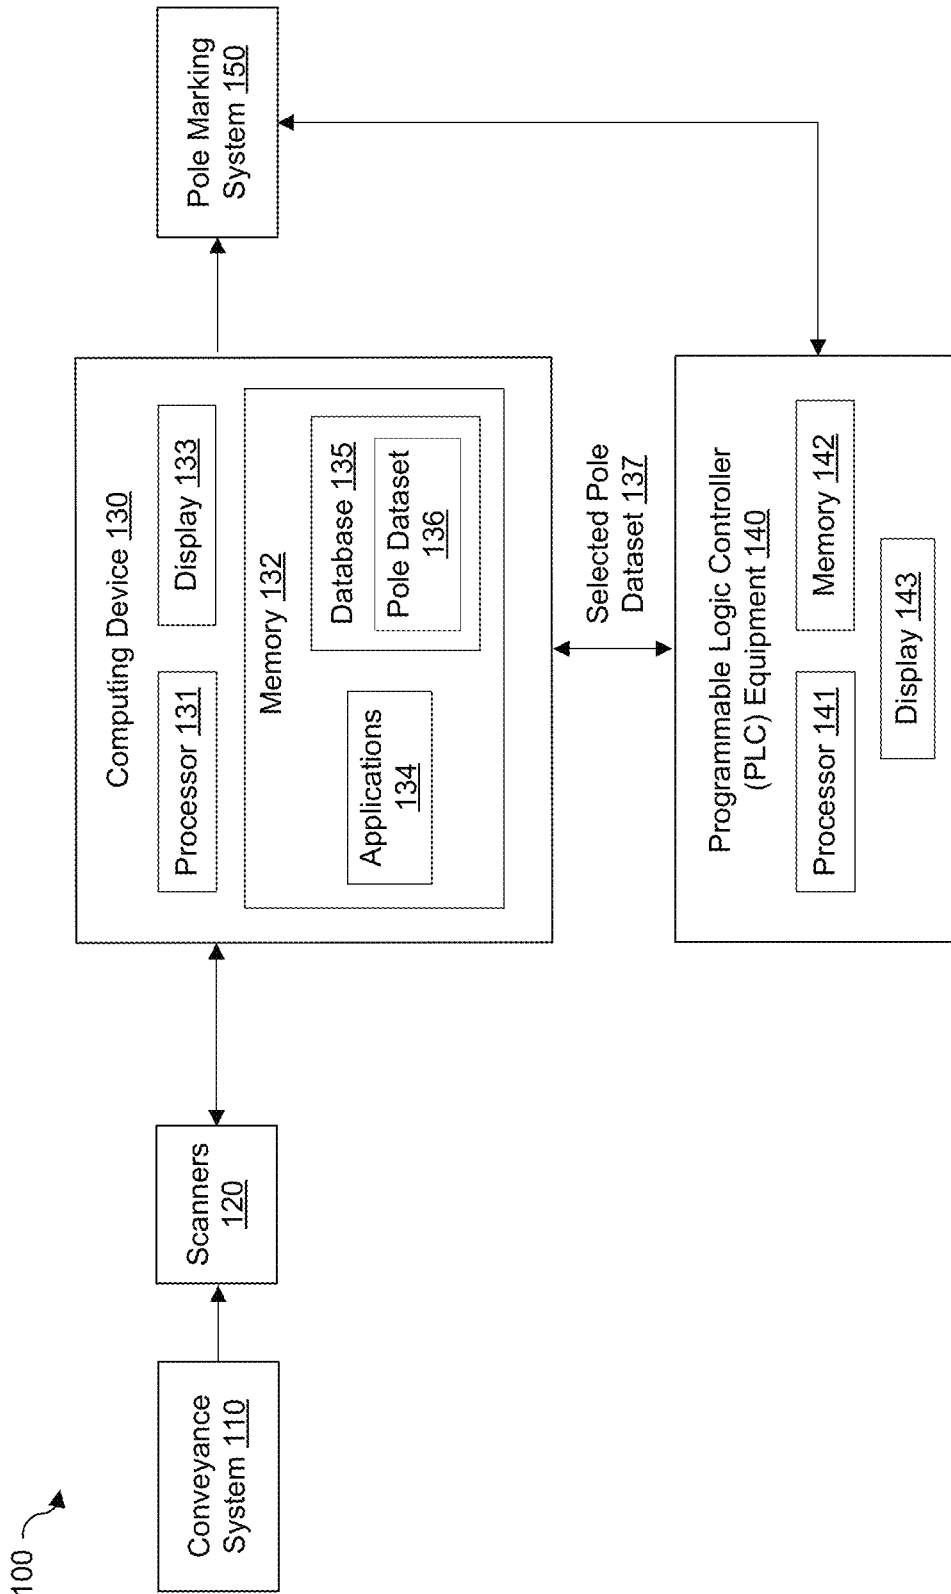 100
Conveyance
System 110
Scanners
120
Computing Device 130
Processor 131
Display 133
Memory 132
Applications
134
Database 135
Pole Dataset
136
Selected Pole
Dataset 137
Programmable Logic Controller
(PLC) Equipment 140
Processor 141
Memory 142
Display 143
Pole Marking
System 150